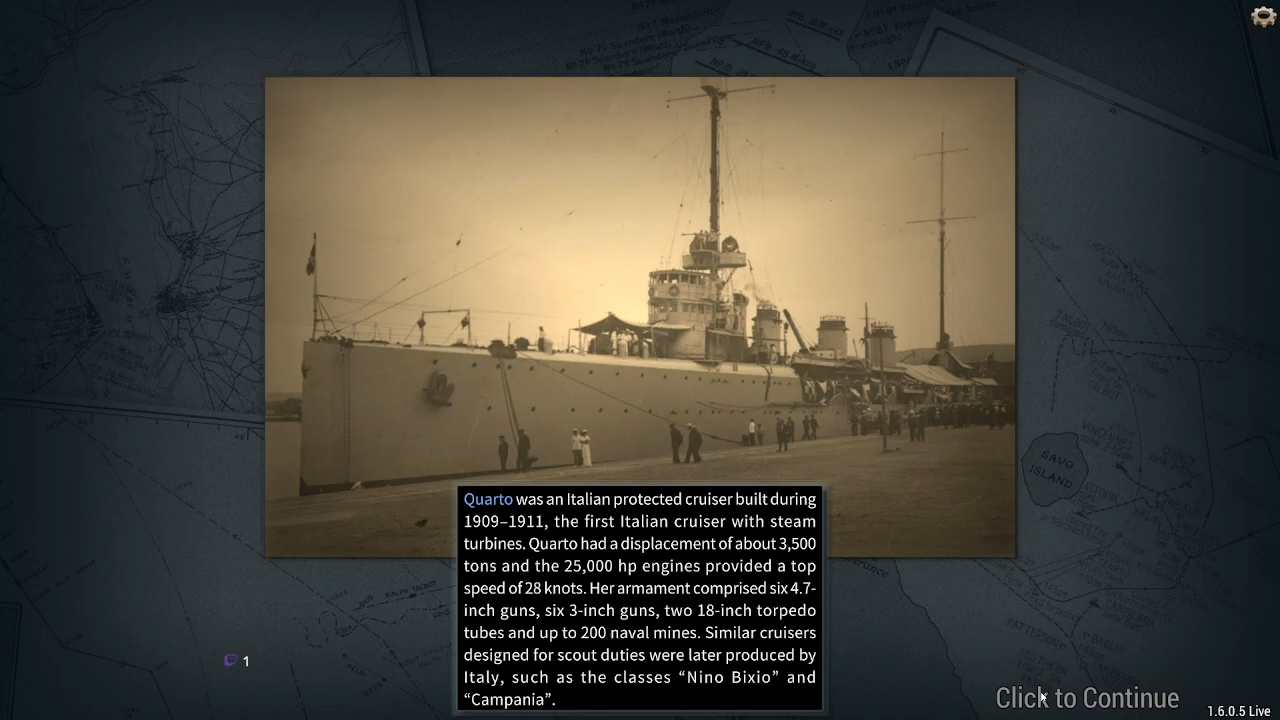 Quarto was an Italian protected cruiser built during
1909–1911, the first Italian cruiser with steam
turbines. Quarto had a displacement of about 3,500
tons and the 25,000 hp engines provided a top
speed of 28 knots. Her armament comprised six 4.7-
inch guns, six 3-inch guns, two 18-inch torpedo
tubes and up to 200 naval mines. Similar cruisers
designed for scout duties were later produced by
Italy, such as the classes “Nino Bixio” and
“Campania”.
SAVO
ISLAND
1
Click to Continue
1.6.0.5 Live